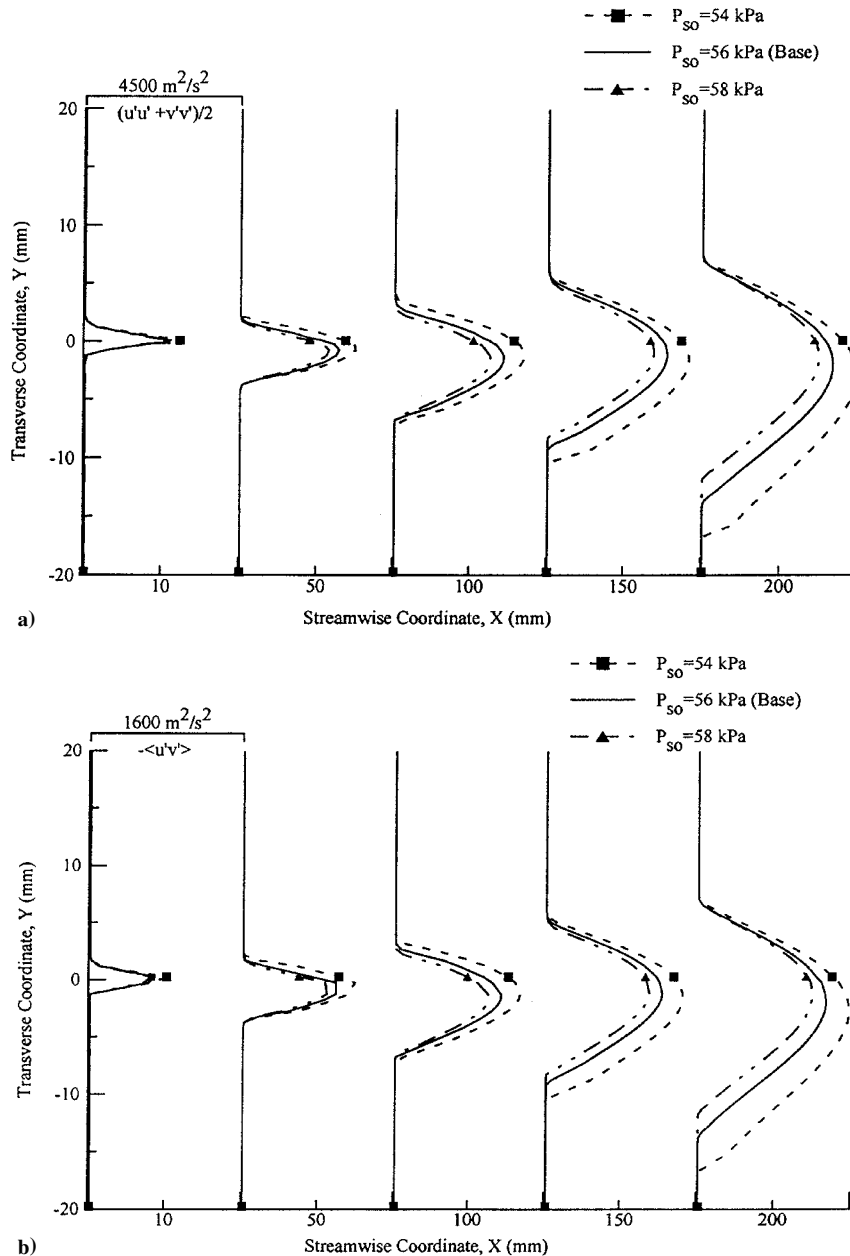 P_so=54 kPa
P_so=56 kPa (Base)
P_so=58 kPa
4500 m²/s²
(u'u' +v'v')/2
20
10
0
-10
-20
Transverse Coordinate, Y (mm)
10 50 100 150 200
Streamwise Coordinate, X (mm)
a)
P_so=54 kPa
P_so=56 kPa (Base)
P_so=58 kPa
1600 m²/s²
-<u'v'>
20
10
0
-10
-20
Transverse Coordinate, Y (mm)
10 50 100 150 200
Streamwise Coordinate, X (mm)
b)